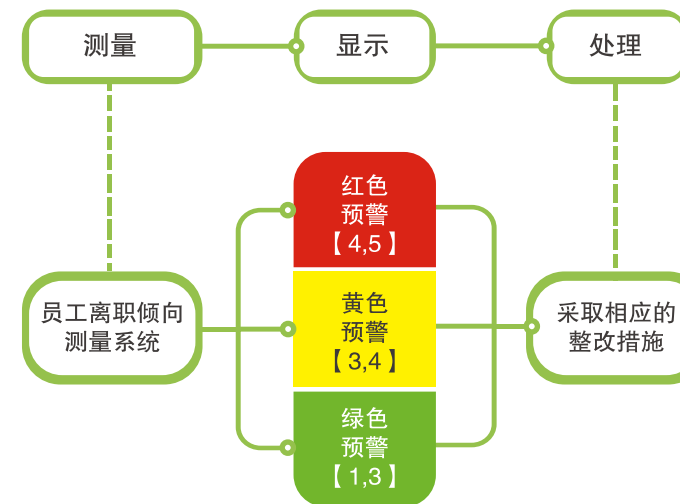 测量
显示
处理
红色
预警
【4,5】
员工离职倾向
测量系统
黄色
预警
【3,4】
采取相应的
整改措施
绿色
预警
【1,3】